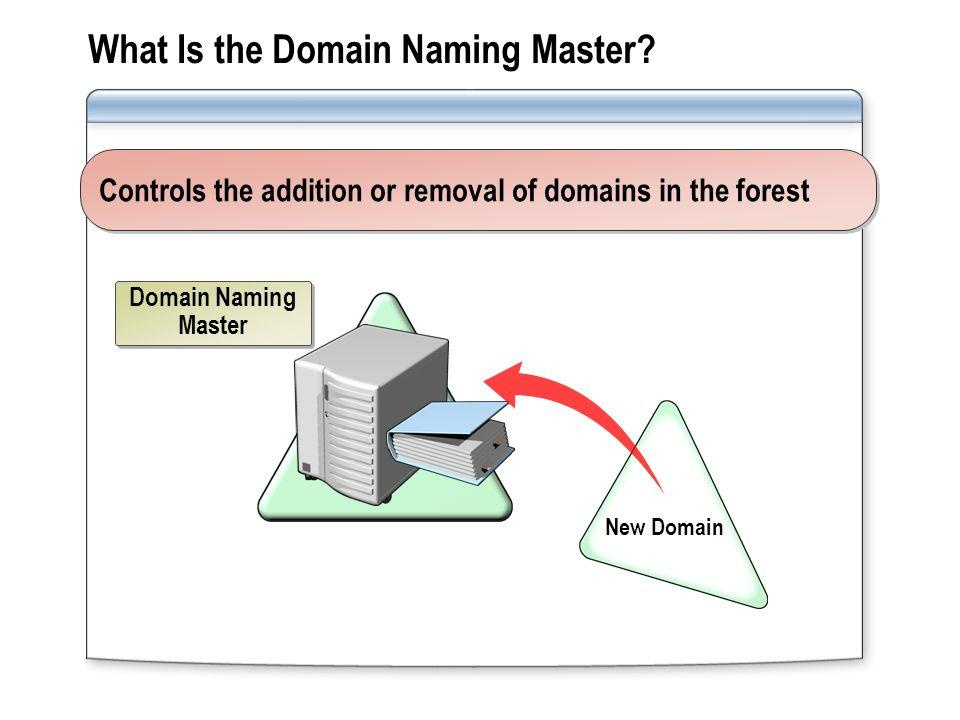 What Is the Domain Naming Master?
Controls the addition or removal of domains in the forest
Domain Naming
Master
New Domain